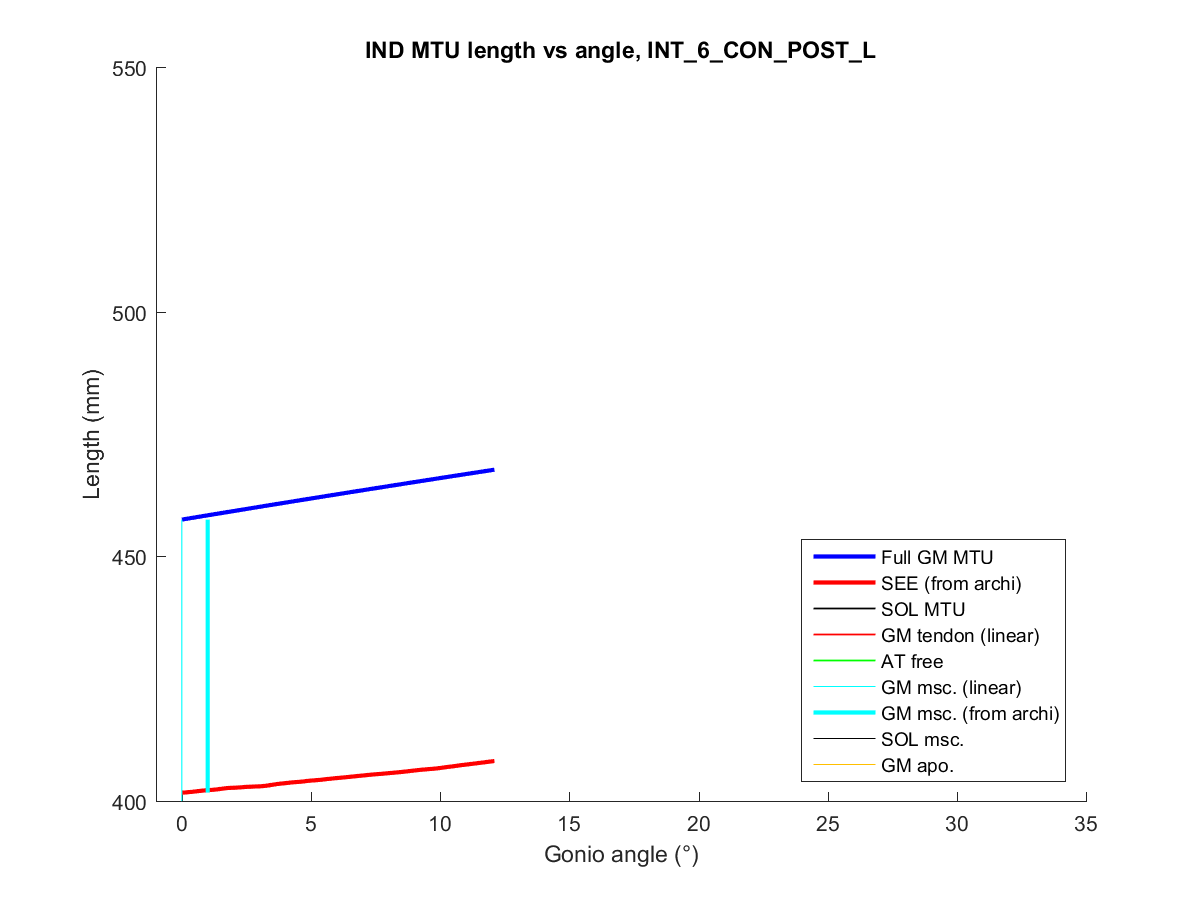 IND MTU length vs angle, INT_6_CON_POST_L
550
500
450
400
Length (mm)
0 5 10 15 20 25 30 35
Gonio angle (°)
Full GM MTU
SEE (from archi)
SOL MTU
GM tendon (linear)
AT free
GM msc. (linear)
GM msc. (from archi)
SOL msc.
GM apo.